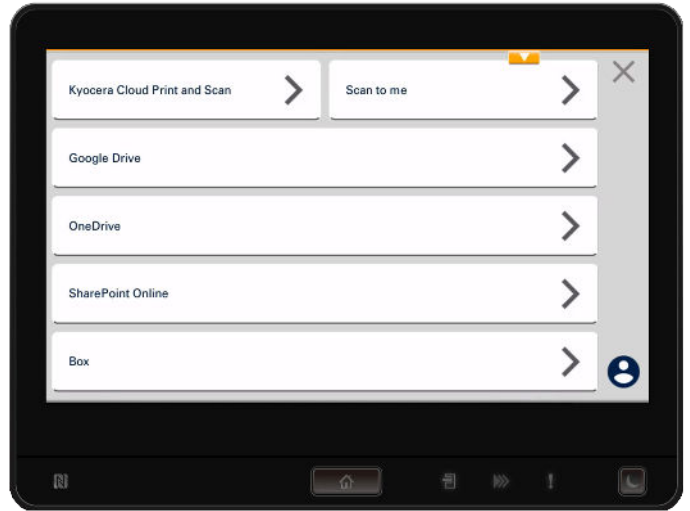 Kyocera Cloud Print and Scan
Scan to me
Google Drive
OneDrive
SharePoint Online
Box